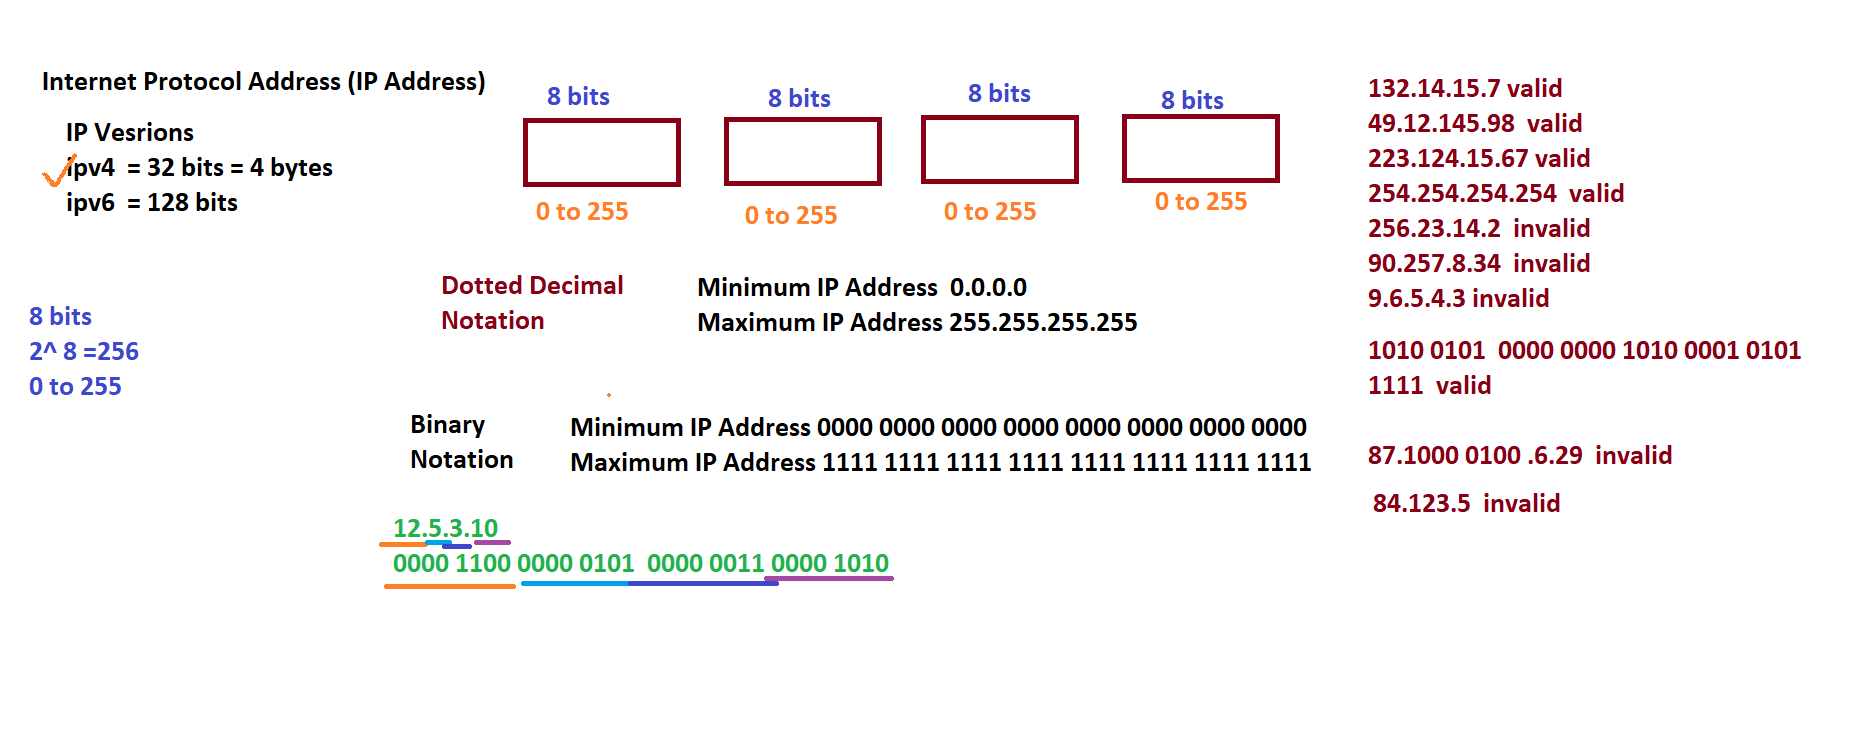 Internet Protocol Address (IP Address)
IP Vesrions
ipv4 = 32 bits = 4 bytes
ipv6 = 128 bits
8 bits
2^ 8 =256
0 to 255
8 bits
8 bits
8 bits
8 bits
0 to 255
0 to 255
0 to 255
0 to 255
Dotted Decimal
Notation
Minimum IP Address 0.0.0.0
Maximum IP Address 255.255.255.255
Binary
Notation
Minimum IP Address 0000 0000 0000 0000 0000 0000 0000 0000
Maximum IP Address 1111 1111 1111 1111 1111 1111 1111 1111
12.5.3.10
0000 1100 0000 0101 0000 0011 0000 1010
132.14.15.7 valid
49.12.145.98 valid
223.124.15.67 valid
254.254.254.254 valid
256.23.14.2 invalid
90.257.8.34 invalid
9.6.5.4.3 invalid
1010 0101 0000 0000 1010 0001 0101
1111 valid
87.1000 0100 .6.29 invalid
84.123.5 invalid